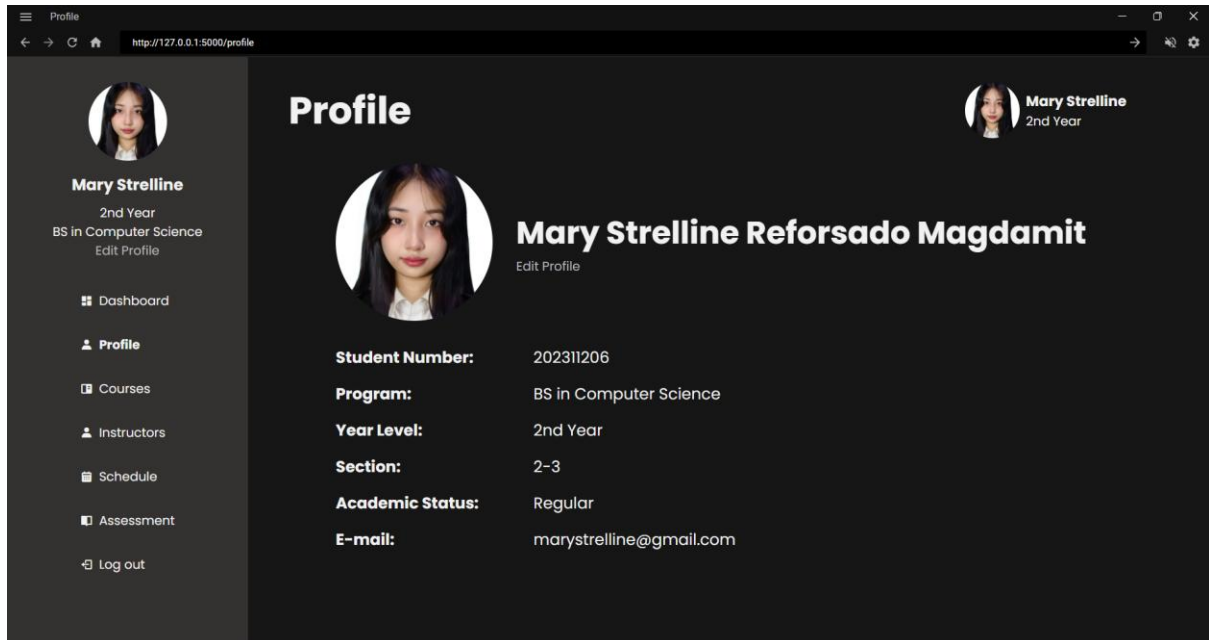 Profile
http://127.0.0.1:5000/profile
Mary Strelline
2nd Year
BS in Computer Science
Edit Profile
Dashboard
Profile
Courses
Instructors
Schedule
Assessment
Log out
Profile
Mary Strelline
2nd Year
Mary Strelline Reforsado Magdamit
Edit Profile
Student Number: 202311206
Program: BS in Computer Science
Year Level: 2nd Year
Section: 2-3
Academic Status: Regular
E-mail: marystrelline@gmail.com